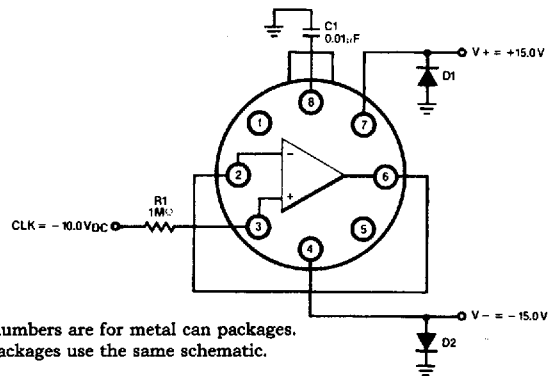 C1
0.01μF
V + = +15.0V
D1
8
1
7
2
−
6
+
R1
1MΩ
CLK = − 10.0VDC
3
5
4
umbers are for metal can packages.
ackages use the same schematic.
V − = − 15.0V
D2